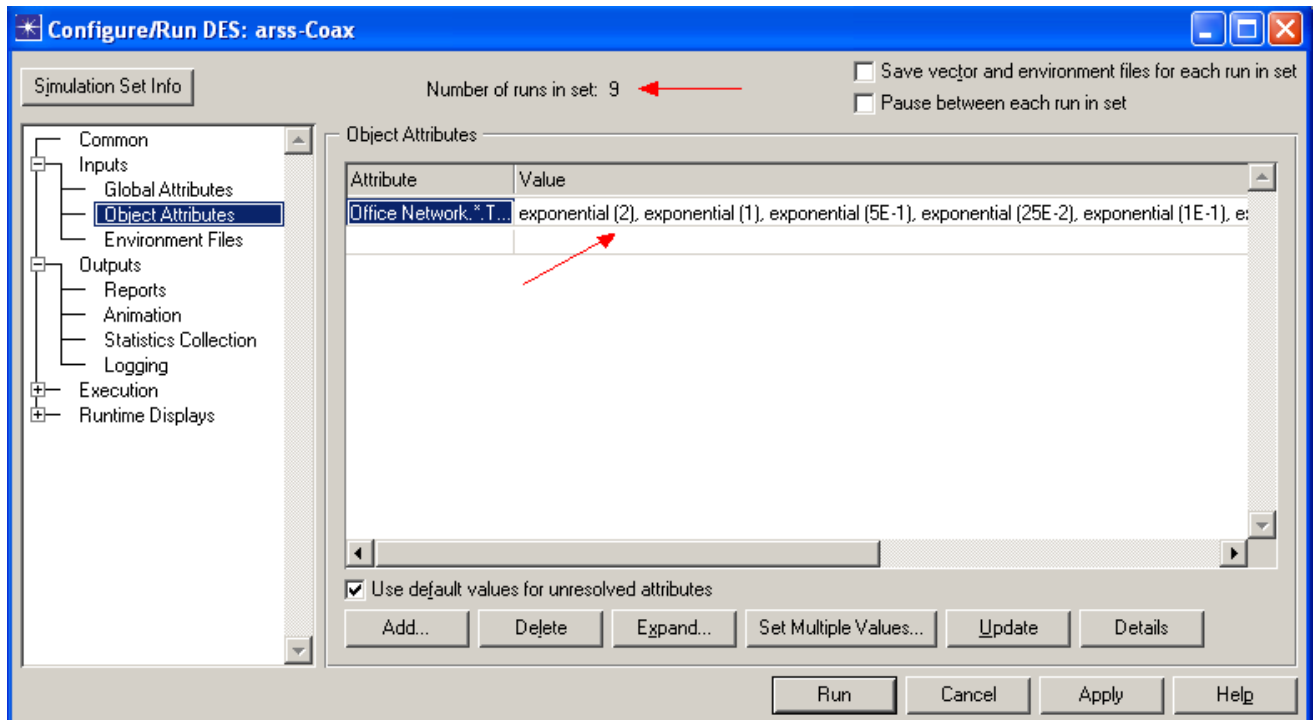 Configure/Run DES: arss-Coax
Simulation Set Info
Number of runs in set: 9
Save vector and environment files for each run in set
Pause between each run in set
Common
Inputs
Global Attributes
Object Attributes
Environment Files
Outputs
Reports
Animation
Statistics Collection
Logging
Execution
Runtime Displays
Object Attributes
Attribute Value
Office Network.*.T... exponential (2), exponential (1), exponential (5E-1), exponential (25E-2), exponential (1E-1),
Use default values for unresolved attributes
Add... Delete Expand... Set Multiple Values... Update Details
Run Cancel Apply Help